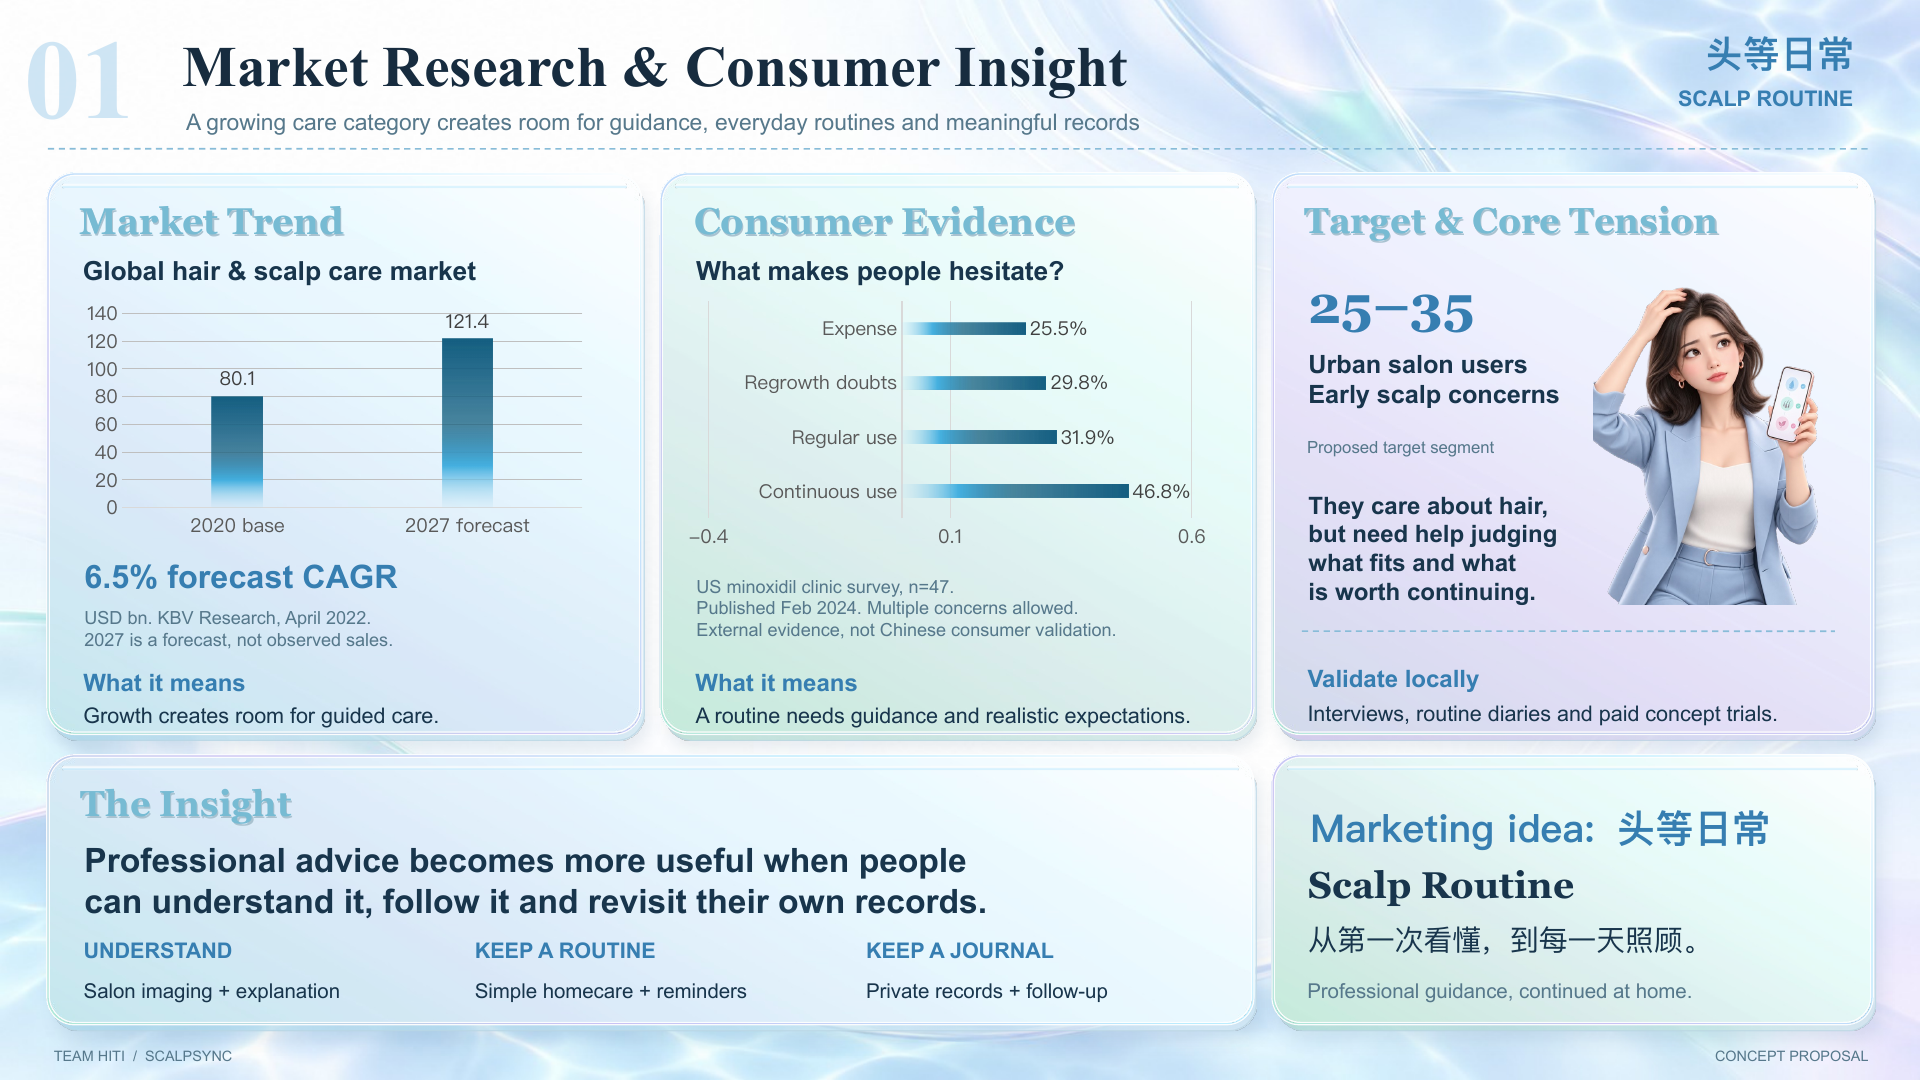 01
Market Research & Consumer Insight
A growing care category creates room for guidance, everyday routines and meaningful records
头等日常
SCALP ROUTINE
Market Trend
Global hair & scalp care market
140
120
100
80
60
40
20
0
80.1
121.4
2020 base
2027 forecast
6.5% forecast CAGR
USD bn. KBV Research, April 2022.
2027 is a forecast, not observed sales.
What it means
Growth creates room for guided care.
Consumer Evidence
What makes people hesitate?
Expense 25.5%
Regrowth doubts 29.8%
Regular use 31.9%
Continuous use 46.8%
−0.4 0.1 0.6
US minoxidil clinic survey, n=47.
Published Feb 2024. Multiple concerns allowed.
External evidence, not Chinese consumer validation.
What it means
A routine needs guidance and realistic expectations.
Target & Core Tension
25–35
Urban salon users
Early scalp concerns
Proposed target segment
They care about hair,
but need help judging
what fits and what
is worth continuing.
Validate locally
Interviews, routine diaries and paid concept trials.
The Insight
Professional advice becomes more useful when people
can understand it, follow it and revisit their own records.
UNDERSTAND
Salon imaging + explanation
KEEP A ROUTINE
Simple homecare + reminders
KEEP A JOURNAL
Private records + follow-up
Marketing idea: 头等日常
Scalp Routine
从第一次看懂，到每一天照顾。
Professional guidance, continued at home.
TEAM HITI / SCALPSYNC
CONCEPT PROPOSAL